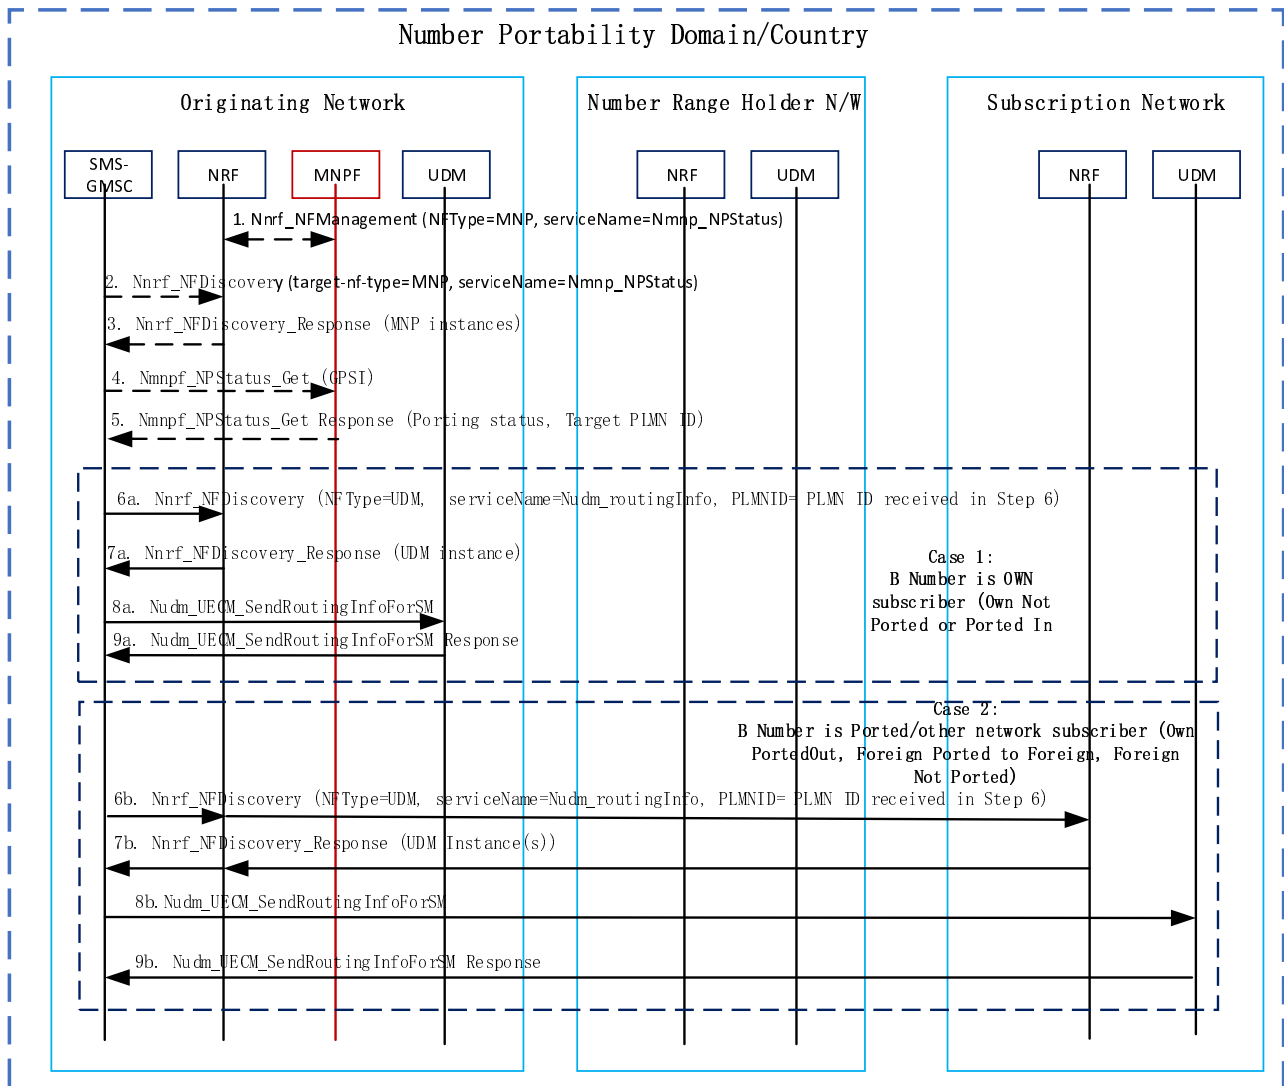 Number Portability Domain/Country
Originating Network
Number Range Holder N/W
Subscription Network
SMS-
GMSC
NRF
MNPF
UDM
NRF
UDM
NRF
UDM
1. Nnrf_NFManagement (NFType=MNP, serviceName=Nmnp_NPStatus)
2. Nnrf_NFDiscovery (target-nf-type=MNP, serviceName=Nmnp_NPStatus)
3. Nnrf_NFDiscovery_Response (MNP instances)
4. Nmnpf_NPStatus_Get (GPSI)
5. Nmnpf_NPStatus_Get Response (Porting status, Target PLMN ID)
6a. Nnrf_NFDiscovery (NFType=UDM, serviceName=Nudm_routingInfo, PLMNID= PLMN ID received in Step 6)
7a. Nnrf_NFDiscovery_Response (UDM instance)
Case 1:
B Number is OWN
subscriber (Own Not
Ported or Ported In
8a. Nudm_UECM_SendRoutingInfoForSM
9a. Nudm_UECM_SendRoutingInfoForSM Response
Case 2:
B Number is Ported/other network subscriber (Own
PortedOut, Foreign Ported to Foreign, Foreign
Not Ported)
6b. Nnrf_NFDiscovery (NFType=UDM, serviceName=Nudm_routingInfo, PLMNID= PLMN ID received in Step 6)
7b. Nnrf_NFDiscovery_Response (UDM Instance(s))
8b. Nudm_UECM_SendRoutingInfoForSM
9b. Nudm_UECM_SendRoutingInfoForSM Response